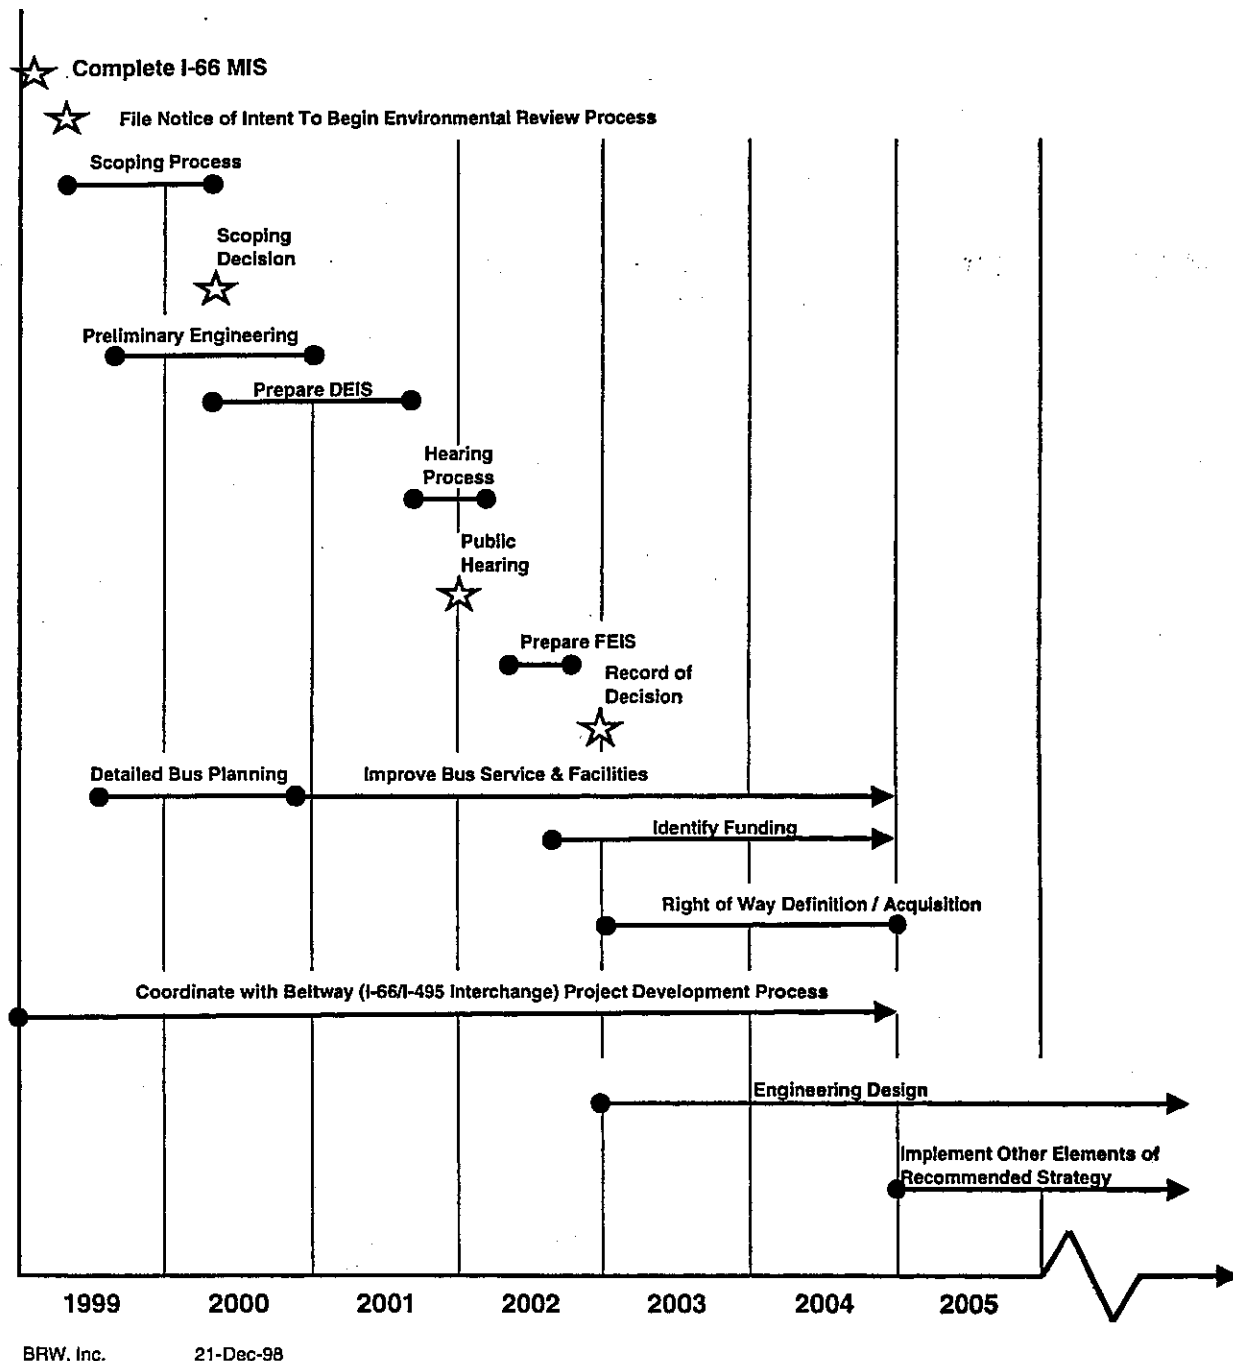 Complete I-66 MIS
File Notice of Intent To Begin Environmental Review Process
Scoping Process
Scoping
Decision
Preliminary Engineering
Prepare DEIS
Hearing
Process
Public
Hearing
Prepare FEIS
Record of
Decision
Detailed Bus Planning
Improve Bus Service & Facilities
Identify Funding
Right of Way Definition / Acquisition
Coordinate with Beltway (I-66/I-495 Interchange) Project Development Process
Engineering Design
Implement Other Elements of
Recommended Strategy
1999 2000 2001 2002 2003 2004 2005
BRW, Inc. 21-Dec-98